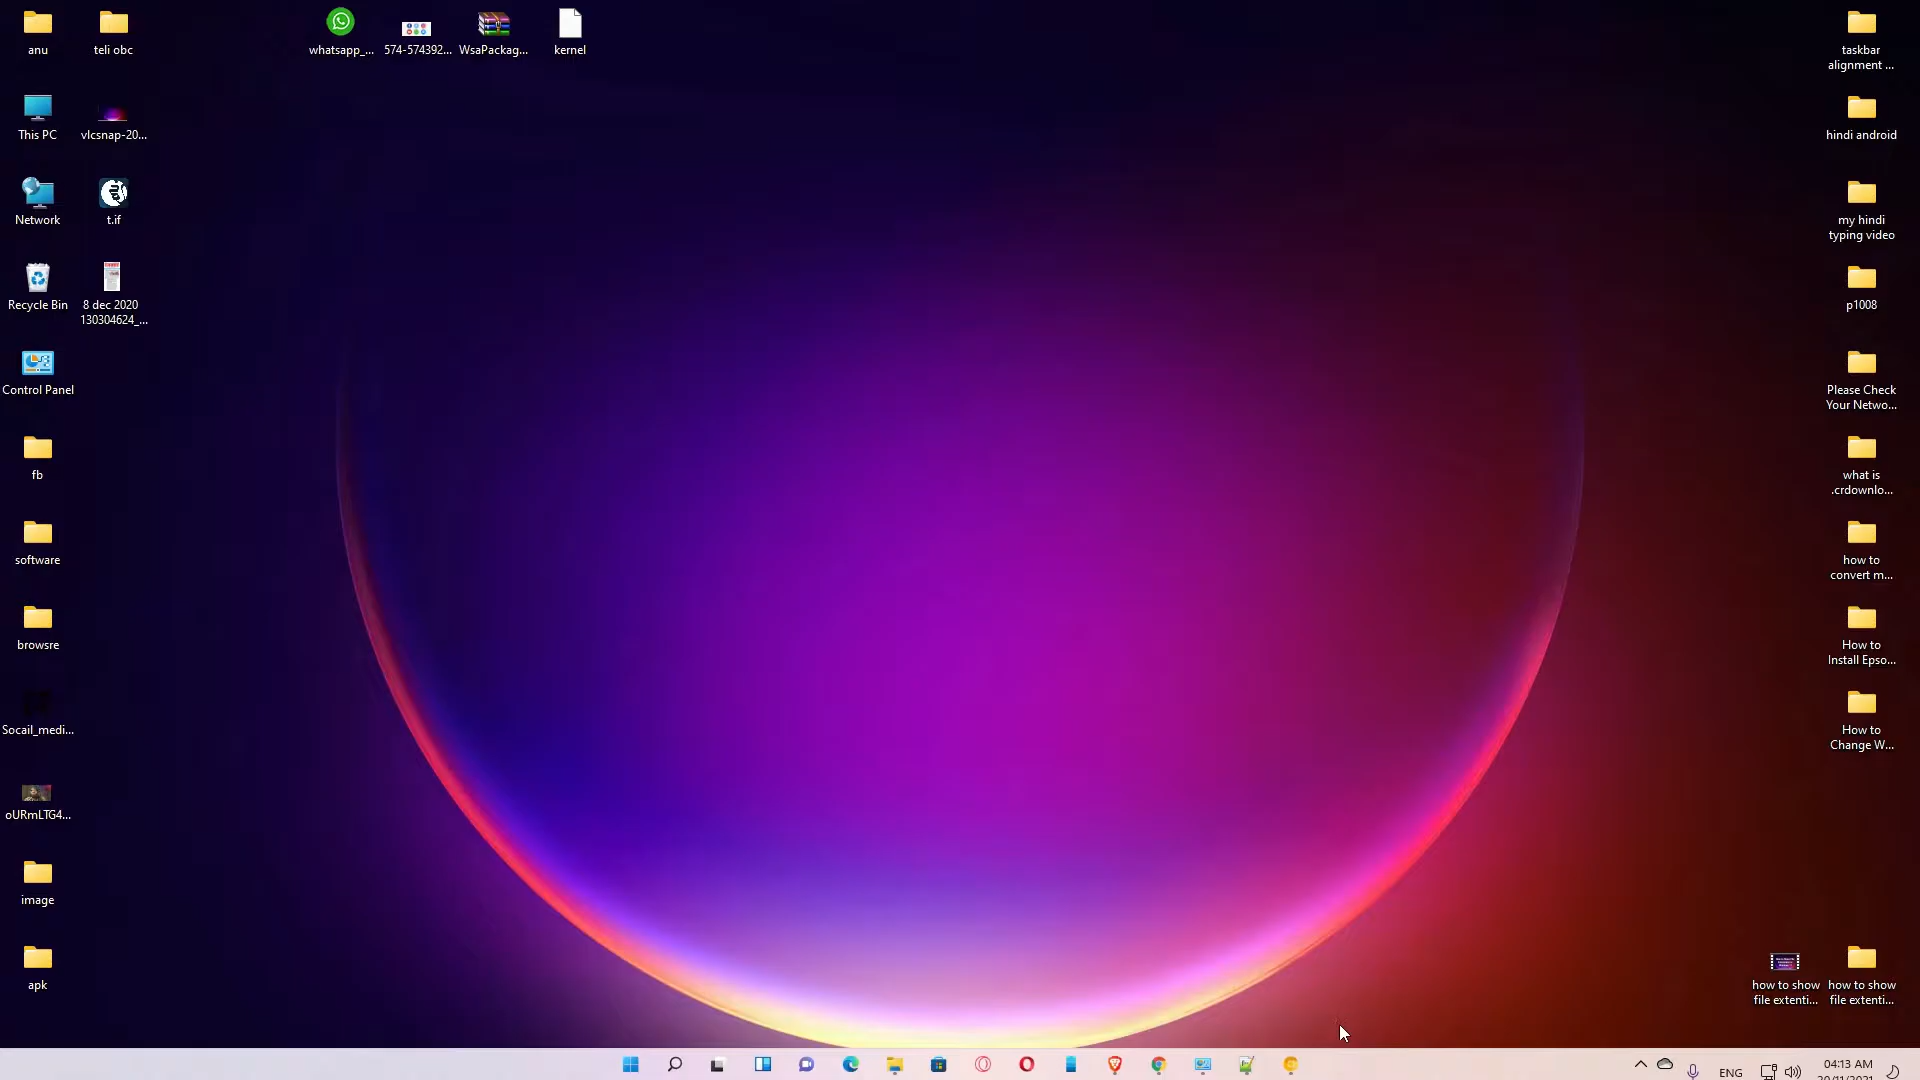 anu
teli obc
whatsapp_...
574-574392...
WsaPackag...
kernel
taskbar
alignment ...
This PC
vlcsnap-20...
hindi android
Network
t.if
my hindi
typing video
Recycle Bin
8 dec 2020
130304624_...
p1008
Control Panel
Please Check
Your Netwo...
fb
what is
.crdownlo...
software
how to
convert m...
browsre
How to
Install Epso...
Socail_medi...
How to
Change W...
oURmLTG4...
image
apk
how to show
file extenti...
how to show
file extenti...
ENG
04:13 AM
20/11/2021